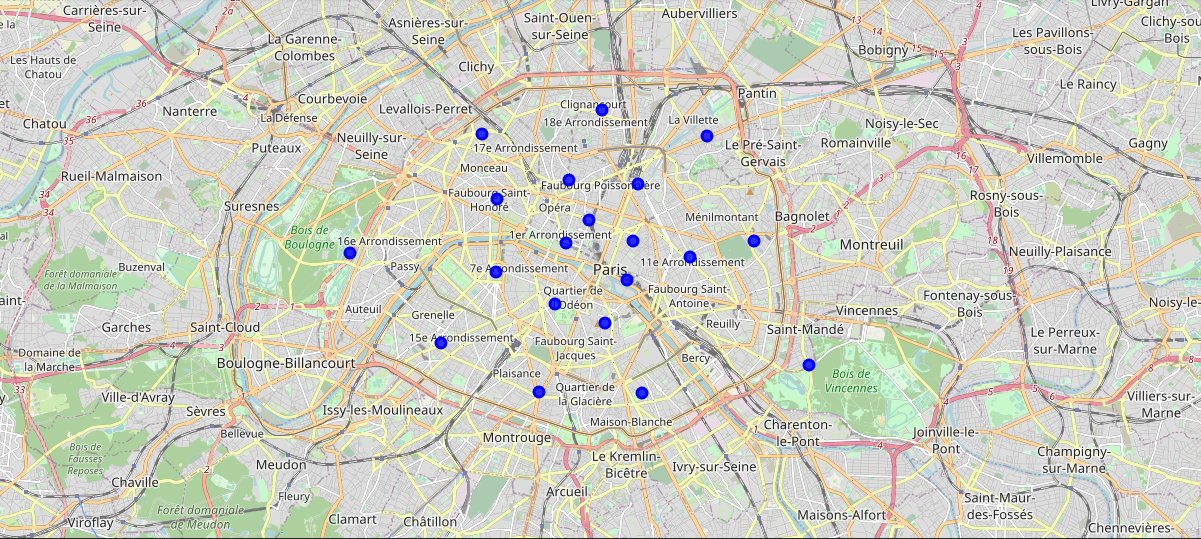 Carrières-sur-
Seine
Asnières-sur-
Seine
Saint-Ouen-
sur-Seine
Aubervilliers
Livry-Gargan
La Garenne-
Colombes
Bobigny
Les Pavillons-
sous-Bois
Clichy-sou
Bois
Les Hauts de
Chatou
Clichy
Le Raincy
Nanterre
Courbevoie
Levallois-Perret
Clignancourt
Pantin
La Défense
18e Arrondissement
La Villette
Chatou
Noisy-le-Sec
Neuilly-sur-
Seine
17e Arrondissement
Le Pré-Saint-
Gervais
Romainville
Gagny
Puteaux
Villemomble
Rueil-Malmaison
Monceau
Faubourg Poissonnière
Faubourg Saint-
Honoré
Rosny-sous-
Bois
Suresnes
Opéra
Ménilmontant
Bagnolet
Bois de
Boulogne
16e Arrondissement
1er Arrondissement
Montreuil
Neuilly-Plaisance
Buzenval
Passy
7e Arrondissement
Paris
11e Arrondissement
Forêt domaniale
de la Malmaison
Quartier de
l'Odéon
Faubourg Saint-
Antoine
Fontenay-sous-
Bois
Noisy-le-
Auteuil
Grenelle
Vincennes
Garches
Saint-Cloud
Reuilly
Saint-Mandé
15e Arrondissement
Faubourg Saint-
Jacques
Le Perreux-
sur-Marne
Domaine de
la Marche
Boulogne-Billancourt
Bercy
Plaisance
Bois de
Vincennes
Quartier de
la Glacière
Ville-d'Avray
Villiers-sur-
Marne
Sèvres
Issy-les-Moulineaux
Maison-Blanche
Bellevue
Montrouge
Charenton-
le-Pont
Joinville-le-
Pont
Bois de
Fausses
Reposes
Le Kremlin-
Bicêtre
Ivry-sur-Seine
Champigny-
sur-Marne
Meudon
Chaville
Arcueil
Fleury
Saint-Maur-
des-Fossés
Forêt domaniale
de Meudon
Viroflay
Clamart
Châtillon
Maisons-Alfort
Chennevières-